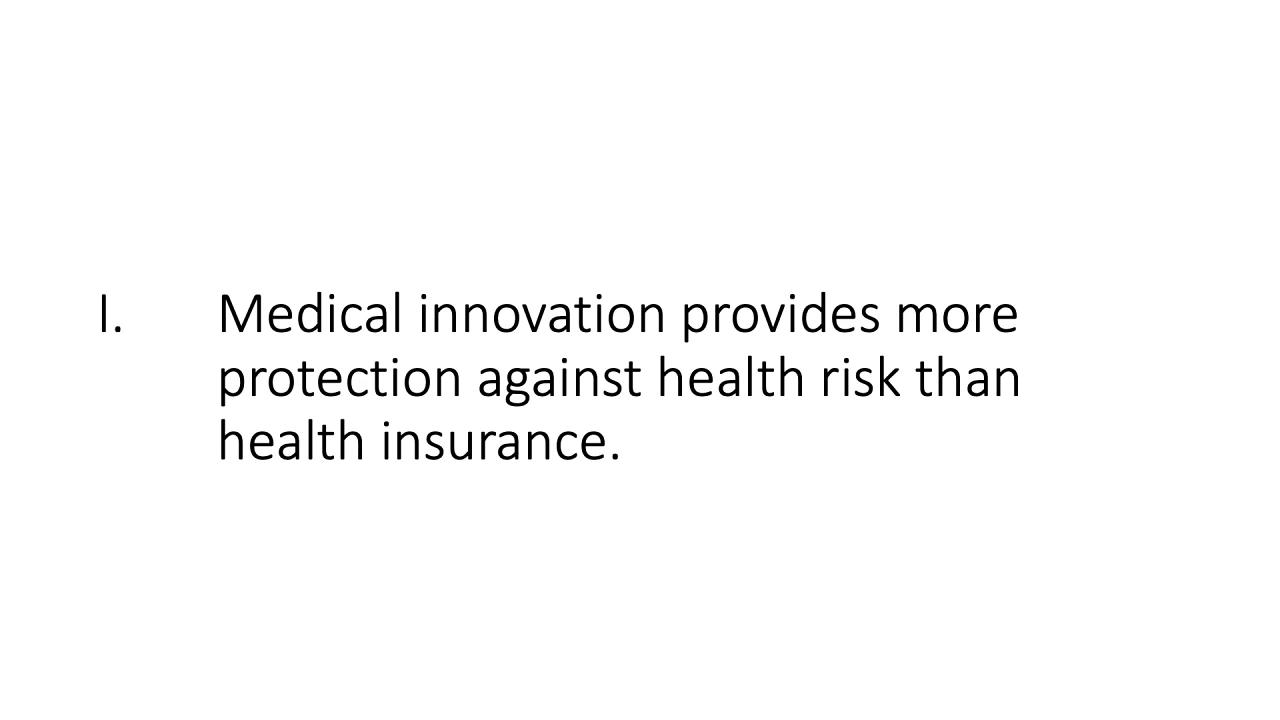 I. Medical innovation provides more
protection against health risk than
health insurance.